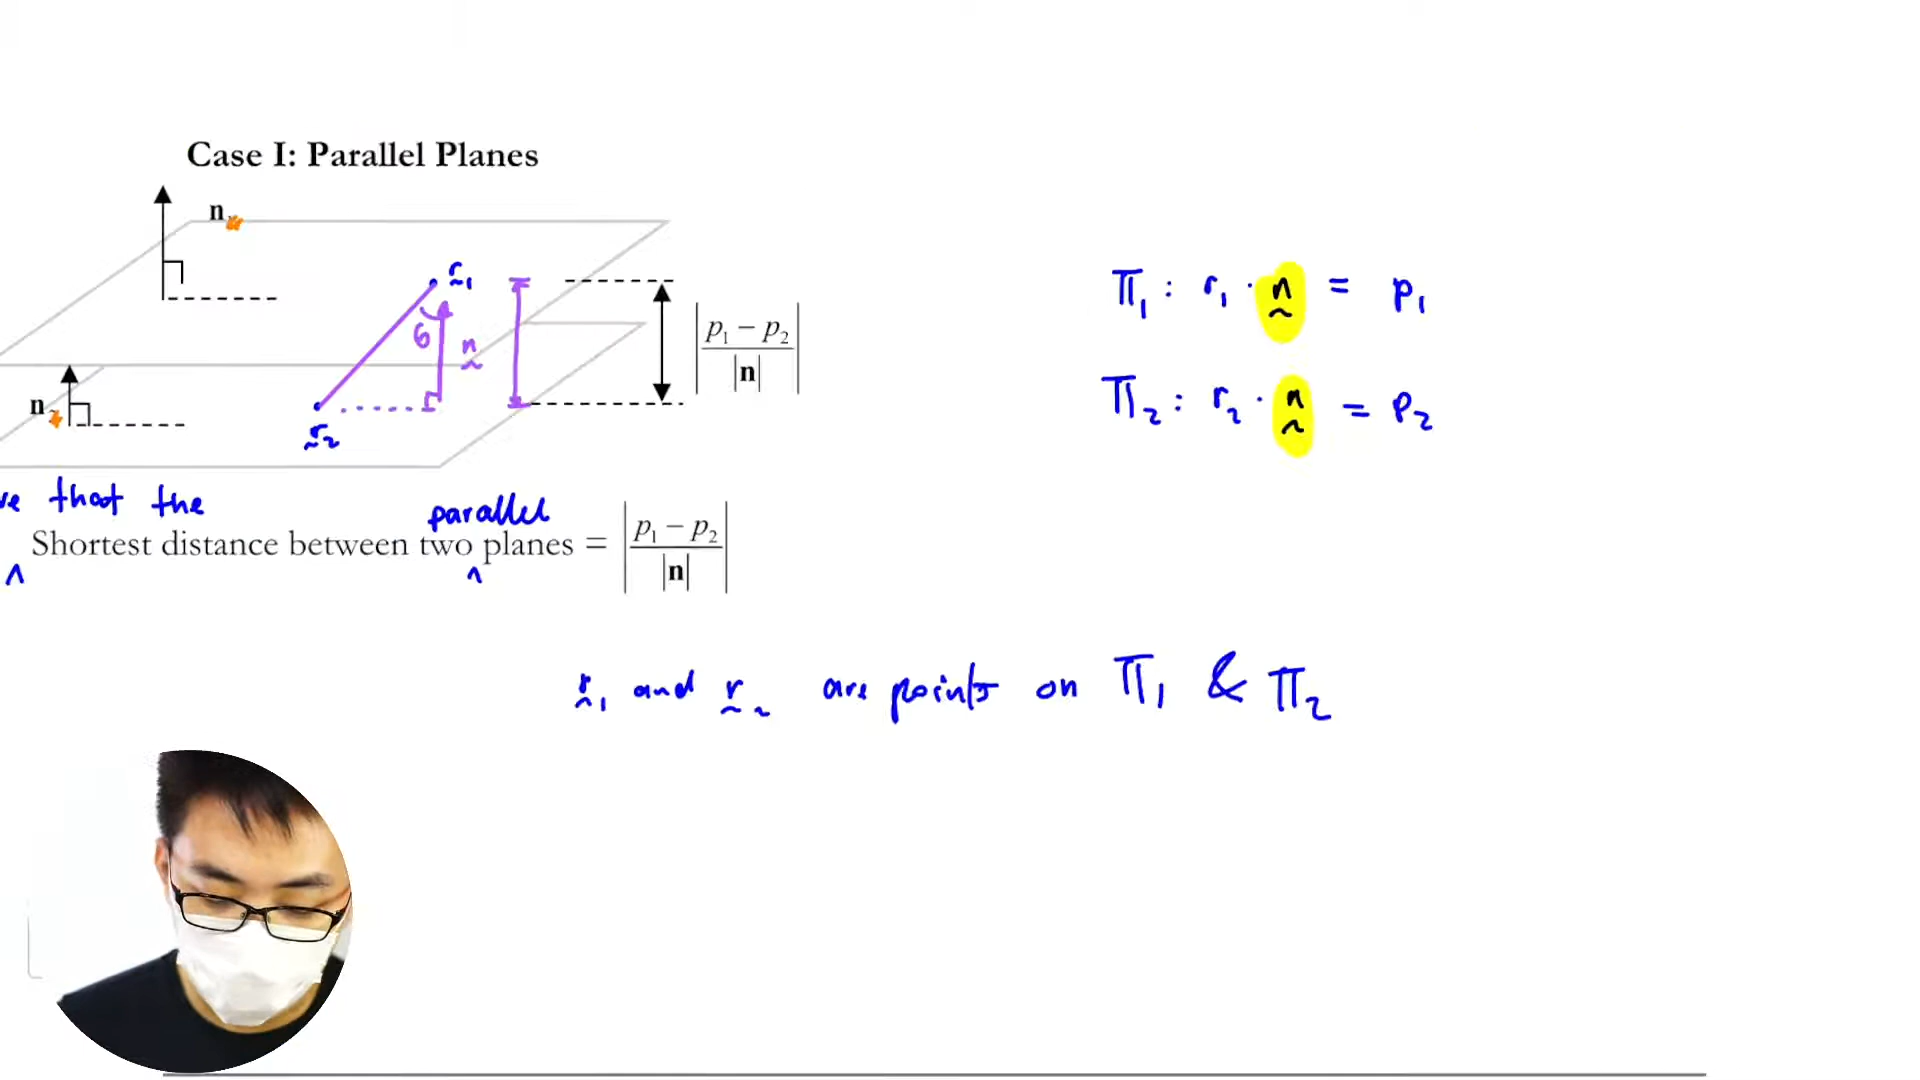 Case I: Parallel Planes
n
r₁
θ
n
|p₁ − p₂ / |n||
n₂
r₂
Π₁ : r₁ · n = p₁
Π₂ : r₂ · n = p₂
that the
parallel
Shortest distance between two planes = |p₁ − p₂ / |n||
r₁ and r₂ are points on Π₁ & Π₂